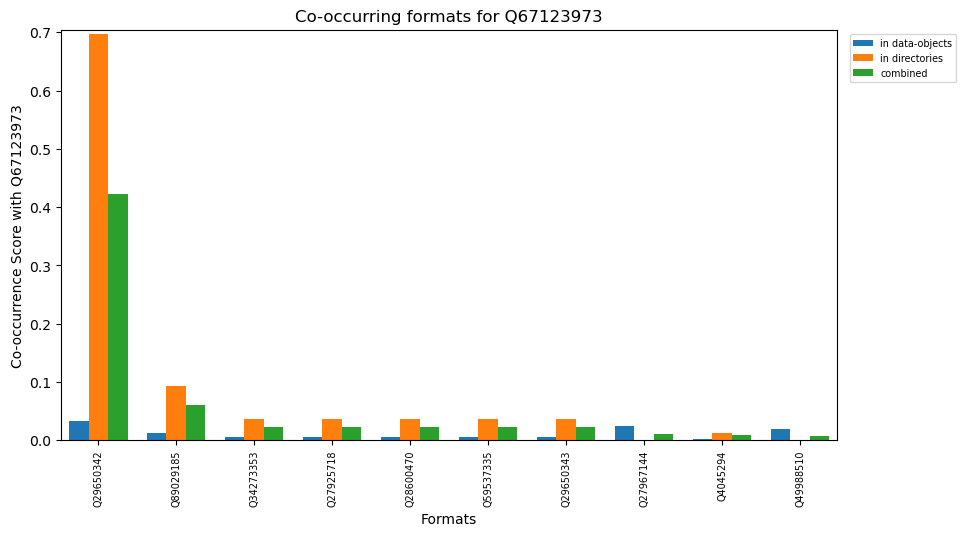 Co-occurring formats for Q67123973
in data-objects
in directories
combined
Co-occurrence Score with Q67123973
0.7
0.6
0.5
0.4
0.3
0.2
0.1
0.0
Q29650342
Q89029185
Q34273353
Q27925718
Q28600470
Q59537335
Q29650343
Q27967144
Q4045294
Q49988510
Formats